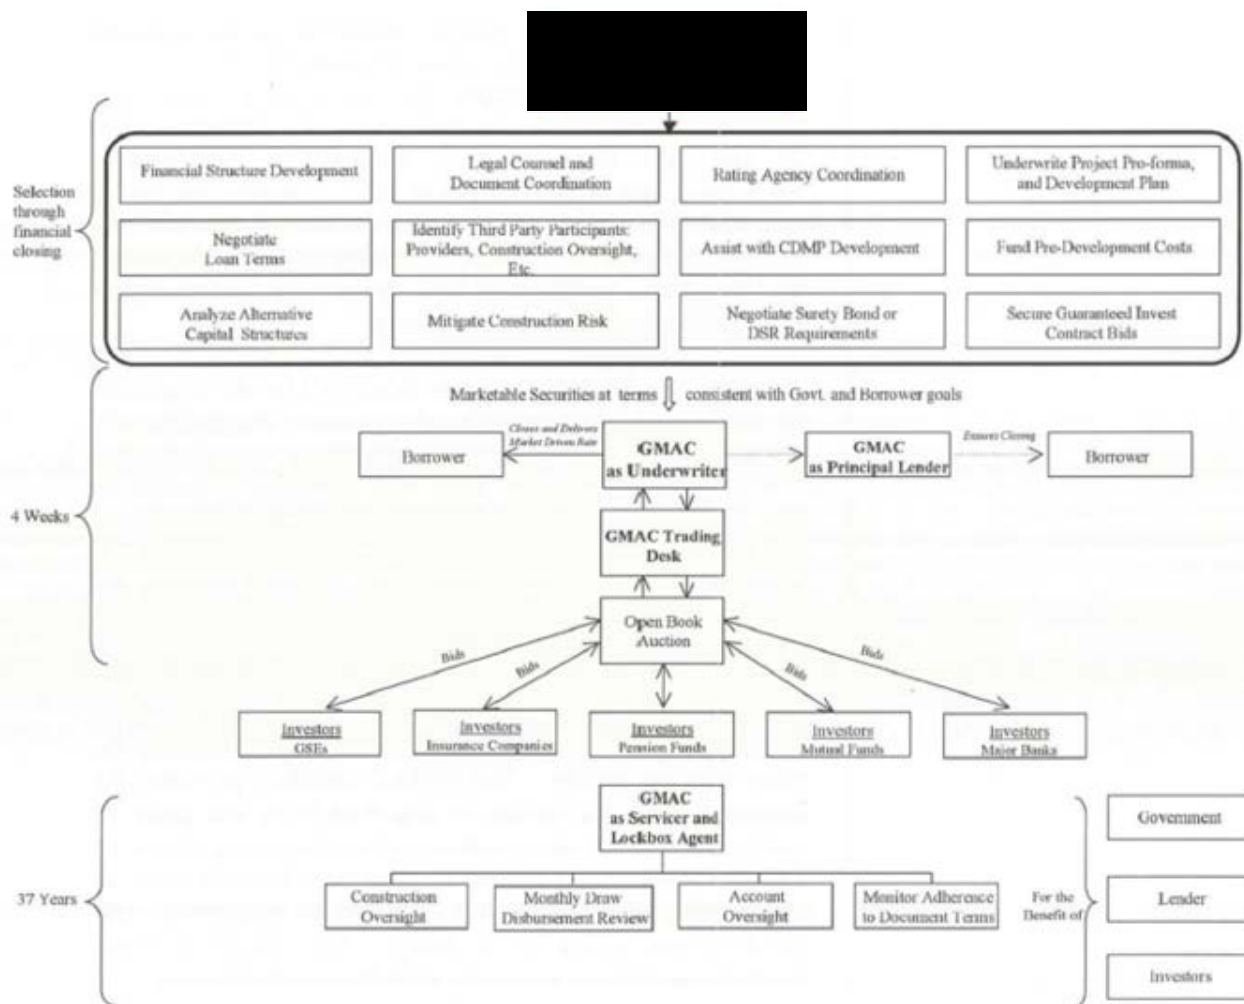 Selection
through
financial
closing
Financial Structure Development
Legal Counsel and
Document Coordination
Rating Agency Coordination
Underwrite Project Pro-forma,
and Development Plan
Negotiate
Loan Terms
Identify Third Party Participants:
Providers, Construction Oversight,
Etc.
Assist with CDMP Development
Fund Pre-Development Costs
Analyze Alternative
Capital Structures
Mitigate Construction Risk
Negotiate Surety Bond or
DSR Requirements
Secure Guaranteed Invest
Contract Bids
Marketable Securities at terms consistent with Govt. and Borrower goals
4 Weeks
Borrower
Closes and Delivers
Market Driven Rate
GMAC
as Underwriter
GMAC
as Principal Lender
Ensures Closing
Borrower
GMAC Trading
Desk
Open Book
Auction
Bids
Bids
Bids
Bids
Investors
GSEs
Investors
Insurance Companies
Investors
Pension Funds
Investors
Mutual Funds
Investors
Major Banks
37 Years
GMAC
as Servicer and
Lockbox Agent
Construction
Oversight
Monthly Draw
Disbursement Review
Account
Oversight
Monitor Adherence
to Document Terms
For the
Benefit of
Government
Lender
Investors